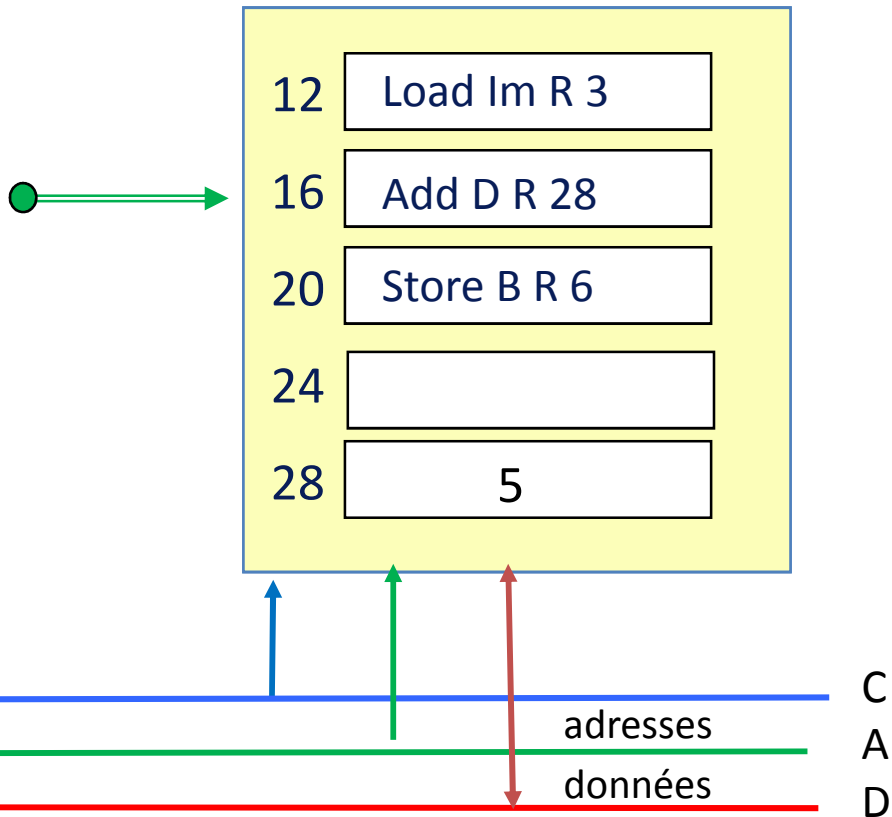 12 Load Im R 3
16 Add D R 28
20 Store B R 6
24
28 5
C
adresses
A
données
D